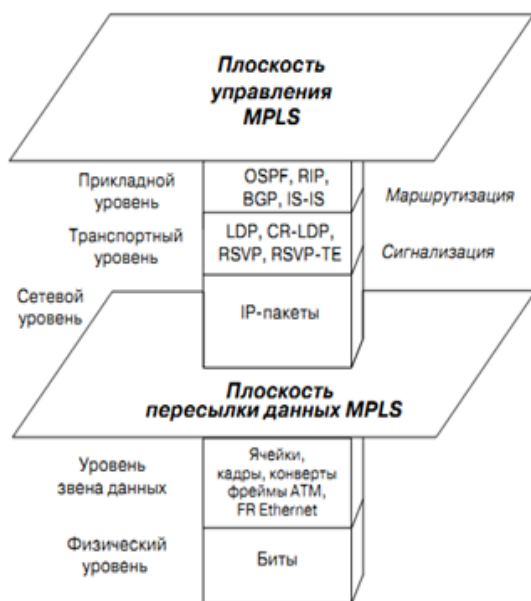 Плоскость
управления
MPLS
Прикладной
уровень
OSPF, RIP,
BGP, IS-IS
Маршрутизация
Транспортный
уровень
LDP, CR-LDP,
RSVP, RSVP-TE
Сигнализация
Сетевой
уровень
IP-пакеты
Плоскость
пересылки данных MPLS
Уровень
звена данных
Ячейки,
кадры, конверты
фреймы ATM,
FR Ethernet
Физический
уровень
Биты